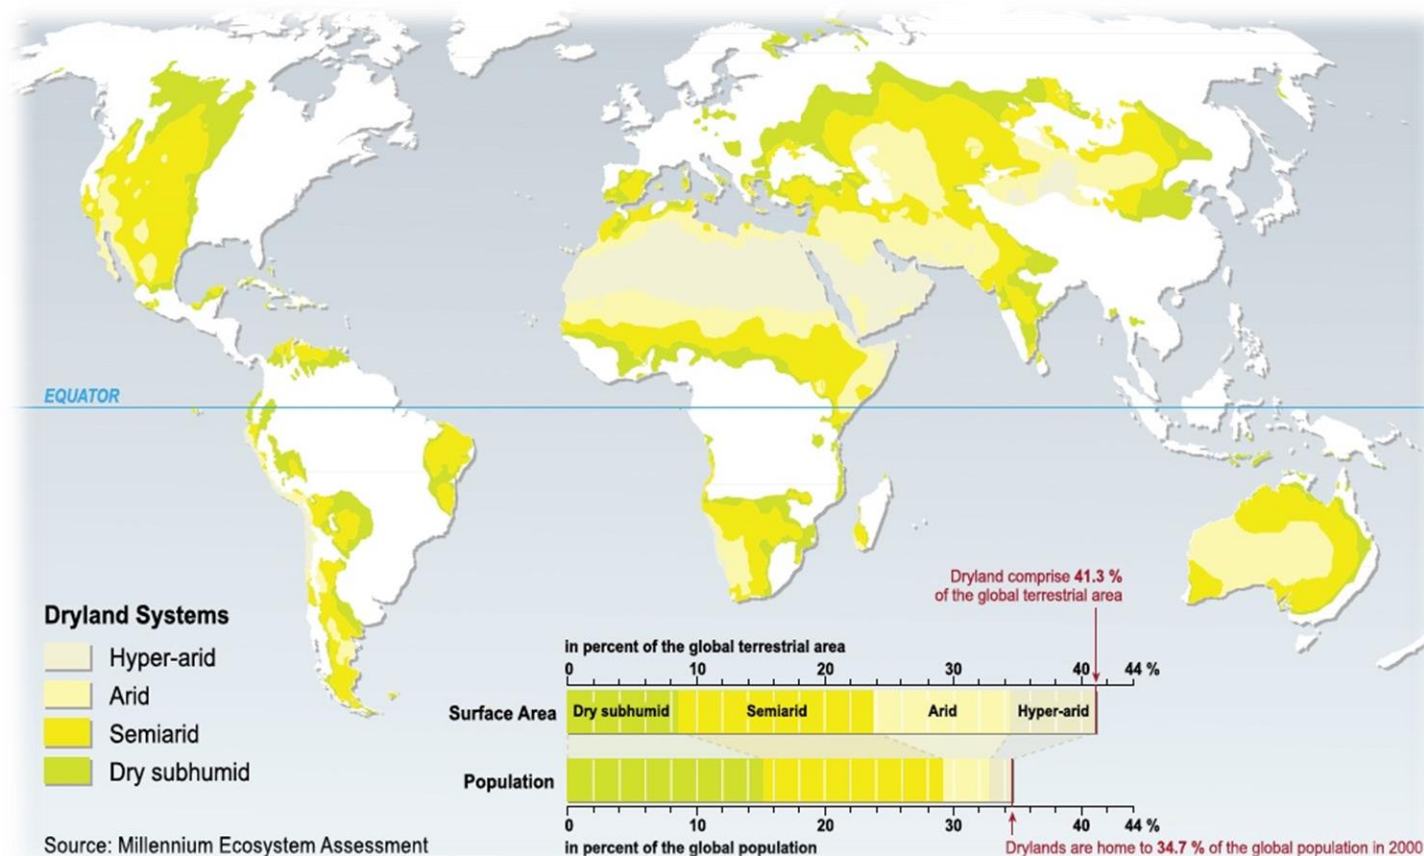 EQUATOR
Dryland Systems
Hyper-arid
Arid
Semiarid
Dry subhumid
Source: Millennium Ecosystem Assessment
Dryland comprise 41.3 %
of the global terrestrial area
in percent of the global terrestrial area
0 10 20 30 40 44 %
Surface Area Dry subhumid Semiarid Arid Hyper-arid
Population
0 10 20 30 40 44 %
in percent of the global population
Drylands are home to 34.7 % of the global population in 2000